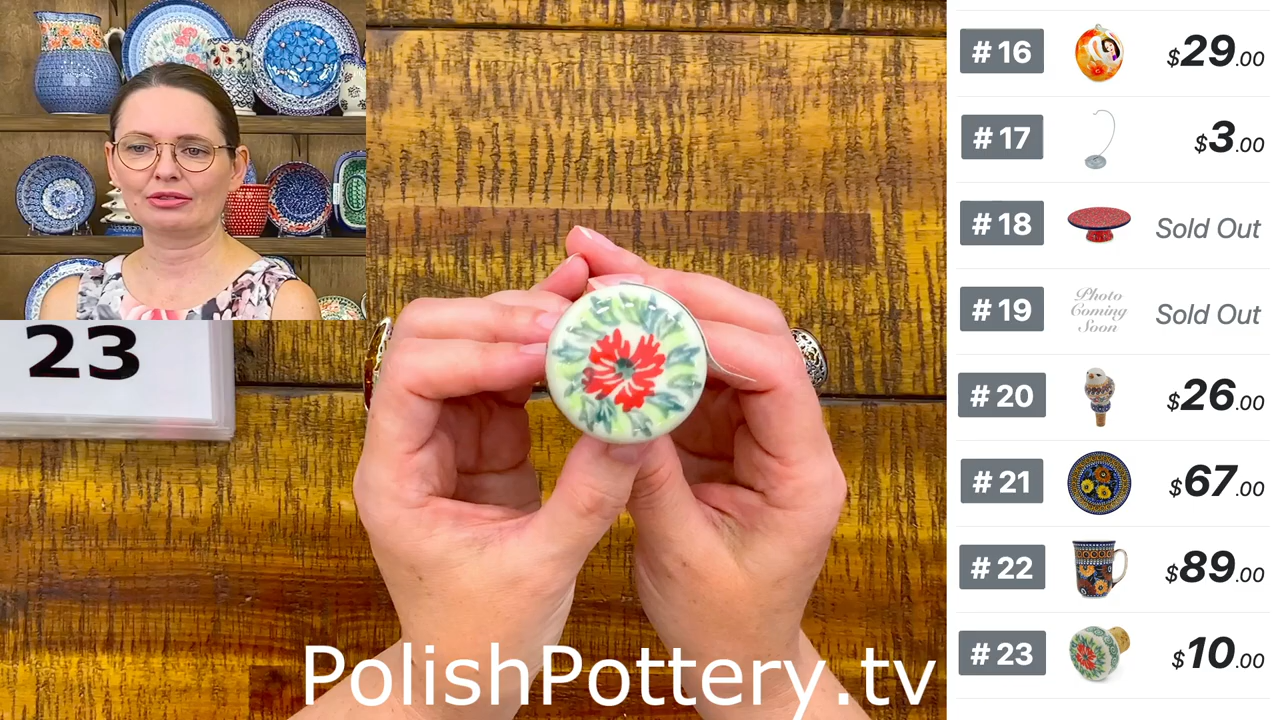 23
PolishPottery.tv
# 16 $29.00
# 17 $3.00
# 18 Sold Out
# 19 Photo Coming Soon Sold Out
# 20 $26.00
# 21 $67.00
# 22 $89.00
# 23 $10.00